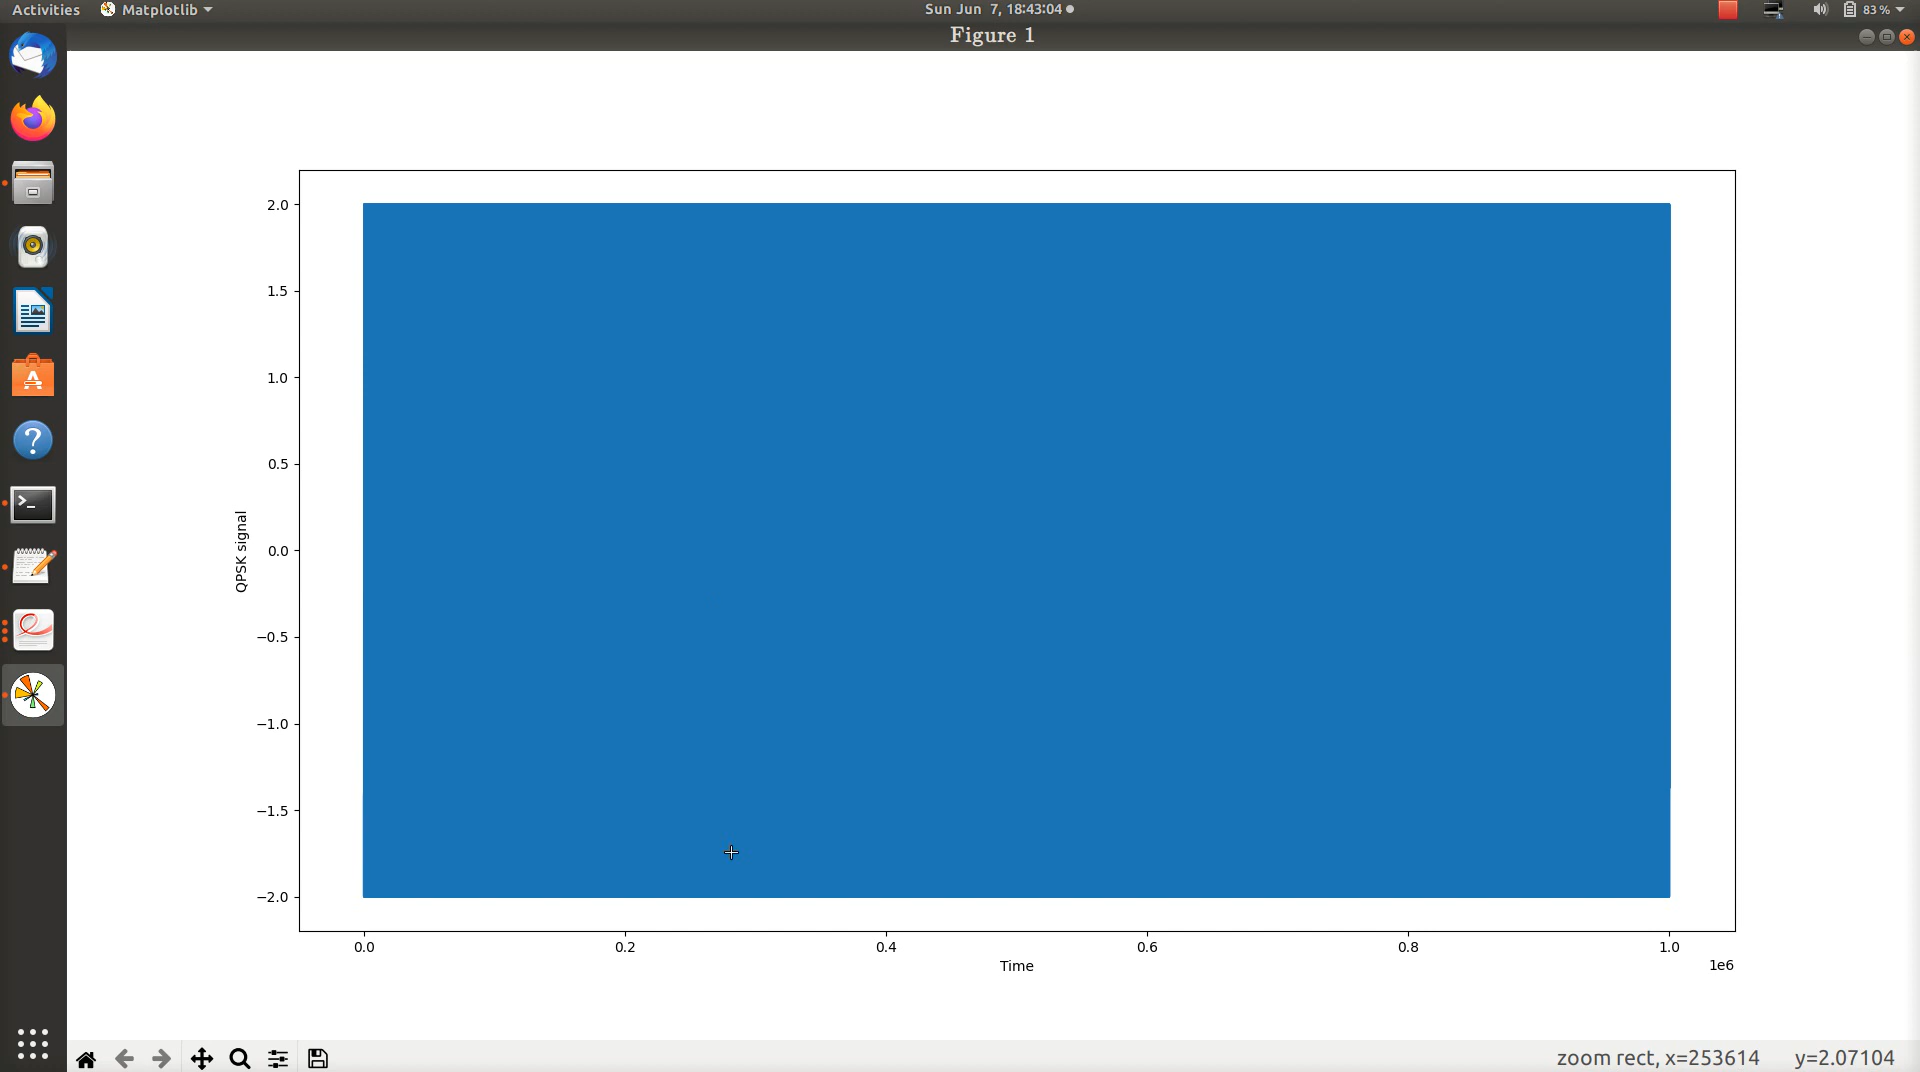 Activities Matplotlib Sun Jun 7, 18:43:04 83 %
Figure 1
2.0
1.5
1.0
0.5
0.0
−0.5
−1.0
−1.5
−2.0
QPSK signal
0.0 0.2 0.4 0.6 0.8 1.0
Time
1e6
zoom rect, x=253614 y=2.07104